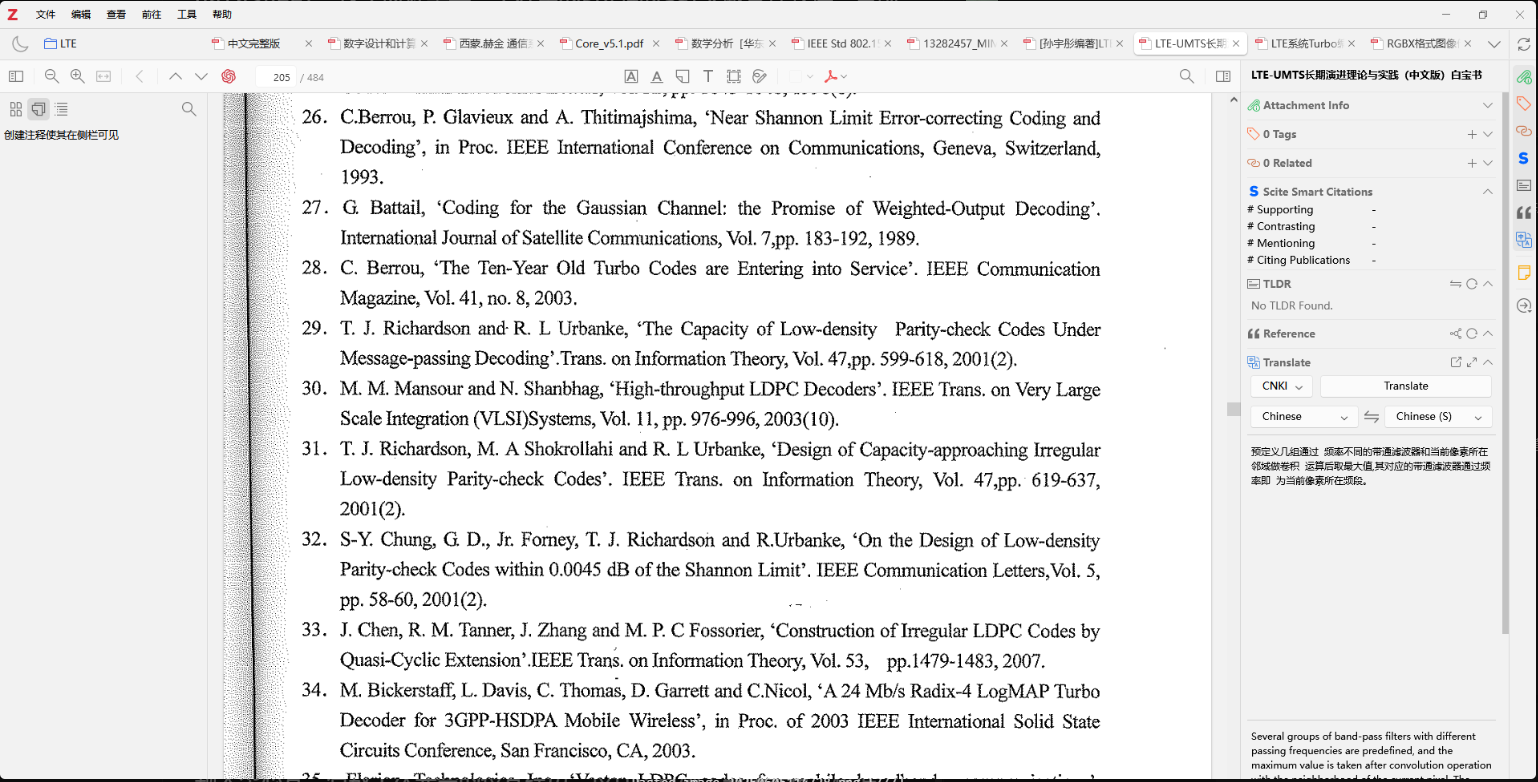 Z 文件 编辑 查看 前往 工具 帮助
LTE
中文完整版
数字设计和计算
西蒙.赫金 通信
Core_v5.1.pdf
数学分析 [华东
IEEE Std 802.1
13282457_MI
[孙宇彤编著]LT
LTE-UMTS长期
LTE系统Turbo
RGBX格式图像
205 / 484
LTE-UMTS长期演进理论与实践（中文版）白宝书
创建注释使其在侧栏可见
26. C.Berrou, P. Glavieux and A. Thitimajshima, ‘Near Shannon Limit Error-correcting Coding and
Decoding’, in Proc. IEEE International Conference on Communications, Geneva, Switzerland,
1993.
27. G. Battail, ‘Coding for the Gaussian Channel: the Promise of Weighted-Output Decoding’.
International Journal of Satellite Communications, Vol. 7,pp. 183-192, 1989.
28. C. Berrou, ‘The Ten-Year Old Turbo Codes are Entering into Service’. IEEE Communication
Magazine, Vol. 41, no. 8, 2003.
29. T. J. Richardson and R. L Urbanke, ‘The Capacity of Low-density Parity-check Codes Under
Message-passing Decoding’.Trans. on Information Theory, Vol. 47,pp. 599-618, 2001(2).
30. M. M. Mansour and N. Shanbhag, ‘High-throughput LDPC Decoders’. IEEE Trans. on Very Large
Scale Integration (VLSI)Systems, Vol. 11, pp. 976-996, 2003(10).
31. T. J. Richardson, M. A Shokrollahi and R. L Urbanke, ‘Design of Capacity-approaching Irregular
Low-density Parity-check Codes’. IEEE Trans. on Information Theory, Vol. 47,pp. 619-637,
2001(2).
32. S-Y. Chung, G. D., Jr. Forney, T. J. Richardson and R.Urbanke, ‘On the Design of Low-density
Parity-check Codes within 0.0045 dB of the Shannon Limit’. IEEE Communication Letters,Vol. 5,
pp. 58-60, 2001(2).
33. J. Chen, R. M. Tanner, J. Zhang and M. P. C Fossorier, ‘Construction of Irregular LDPC Codes by
Quasi-Cyclic Extension’.IEEE Trans. on Information Theory, Vol. 53, pp.1479-1483, 2007.
34. M. Bickerstaff, L. Davis, C. Thomas, D. Garrett and C.Nicol, ‘A 24 Mb/s Radix-4 LogMAP Turbo
Decoder for 3GPP-HSDPA Mobile Wireless’, in Proc. of 2003 IEEE International Solid State
Circuits Conference, San Francisco, CA, 2003.
Attachment Info
0 Tags
0 Related
S Scite Smart Citations
# Supporting -
# Contrasting -
# Mentioning -
# Citing Publications -
TLDR
No TLDR Found.
Reference
Translate
CNKI Translate
Chinese Chinese (S)
预定义几组通过 频率不同的带通滤波器和当前像素所在
邻域做卷积 运算后取最大值,其对应的带通滤波器通过频
率即 为当前像素所在频段。
Several groups of band-pass filters with different
passing frequencies are predefined, and the
maximum value is taken after convolution operation
with the neighborhood of the current pixel. The